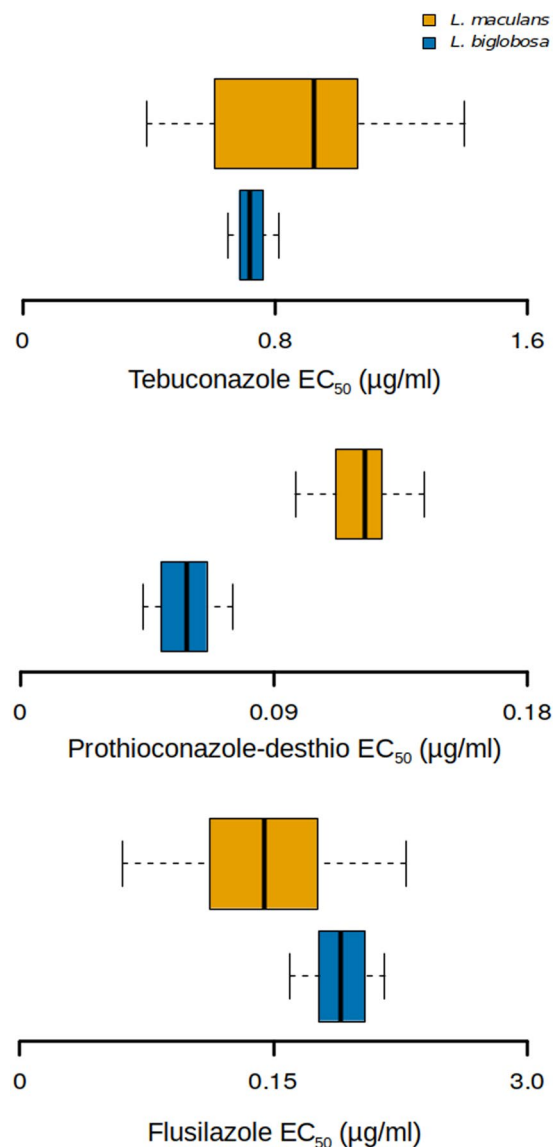 L. maculans
L. biglobosa
0 0.8 1.6
Tebuconazole EC₅₀ (µg/ml)
0 0.09 0.18
Prothioconazole-desthio EC₅₀ (µg/ml)
0 0.15 3.0
Flusilazole EC₅₀ (µg/ml)